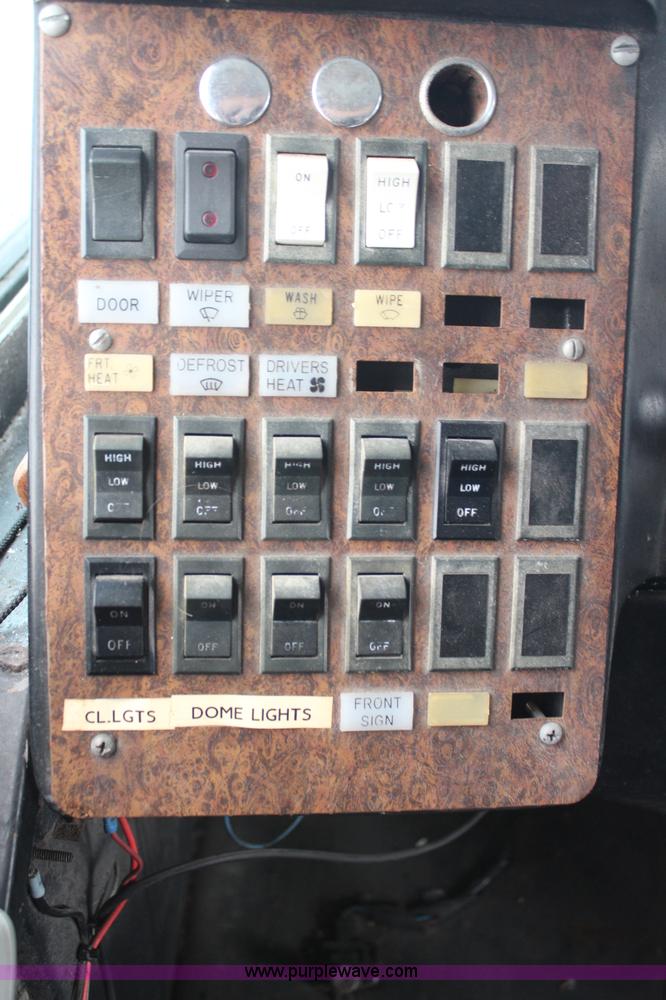 ON
OFF
HIGH
LOW
OFF
DOOR
WIPER
WASH
WIPE
FRT
HEAT
DEFROST
DRIVERS
HEAT
HIGH
LOW
OFF
HIGH
LOW
OFF
HIGH
LOW
OFF
HIGH
LOW
OFF
HIGH
LOW
OFF
ON
OFF
ON
OFF
ON
OFF
ON
OFF
CL.LGTS
DOME LIGHTS
FRONT
SIGN
www.purplewave.com